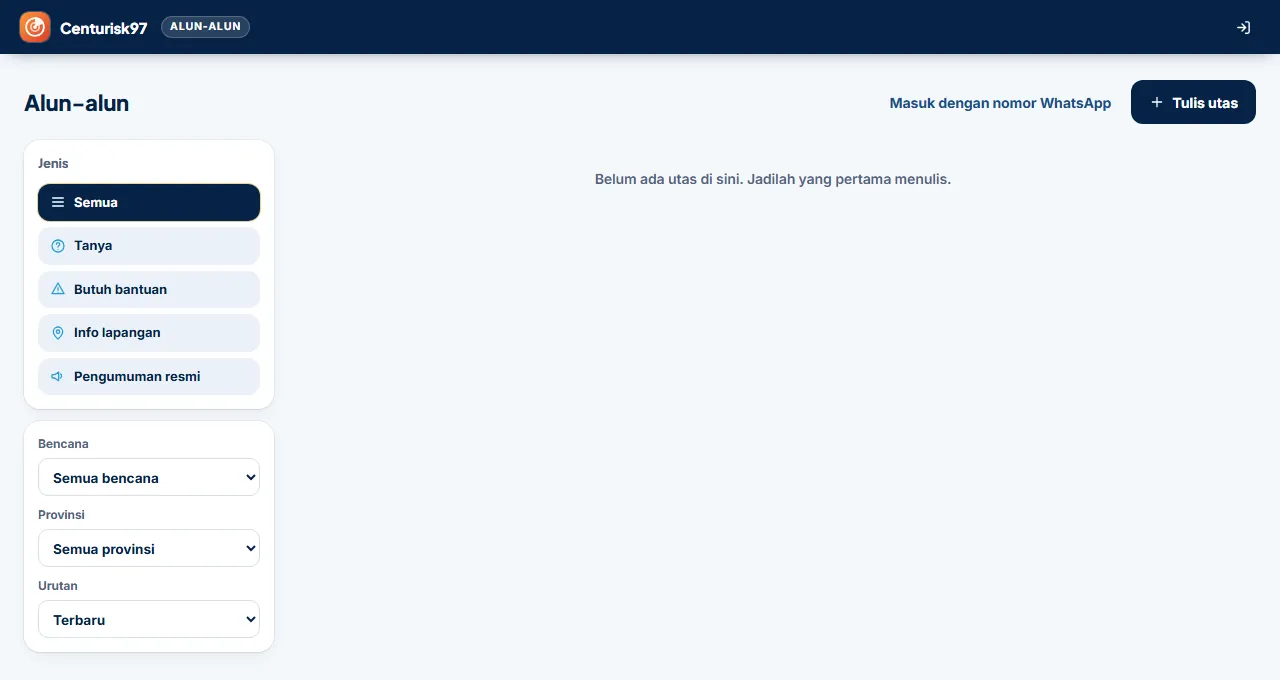 Centurisk97
ALUN-ALUN
Alun-alun
Masuk dengan nomor WhatsApp
Tulis utas
Jenis
Semua
Tanya
Butuh bantuan
Info lapangan
Pengumuman resmi
Belum ada utas di sini. Jadilah yang pertama menulis.
Bencana
Semua bencana
Provinsi
Semua provinsi
Urutan
Terbaru